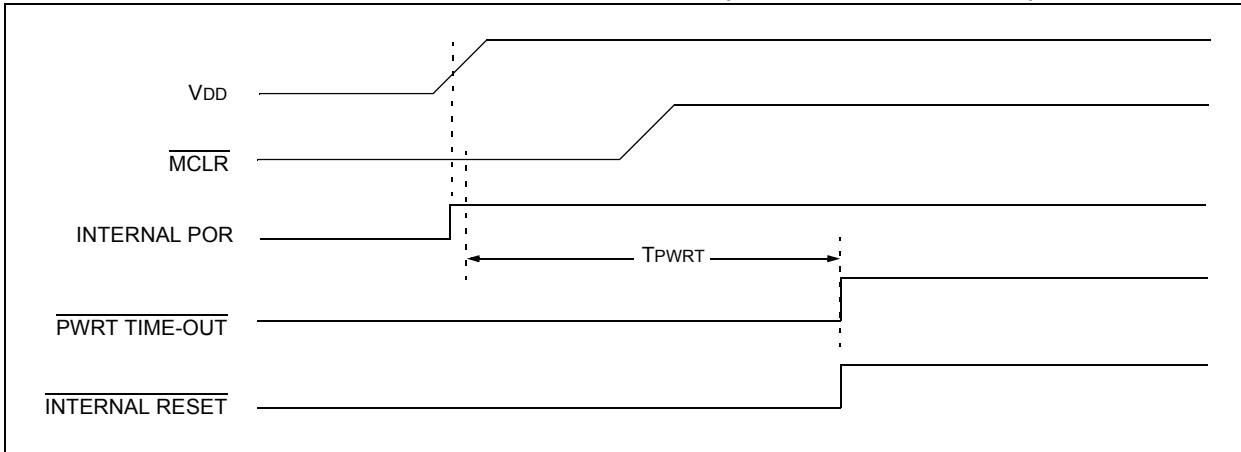 VDD
MCLR
INTERNAL POR
TPWRT
PWRT TIME-OUT
INTERNAL RESET